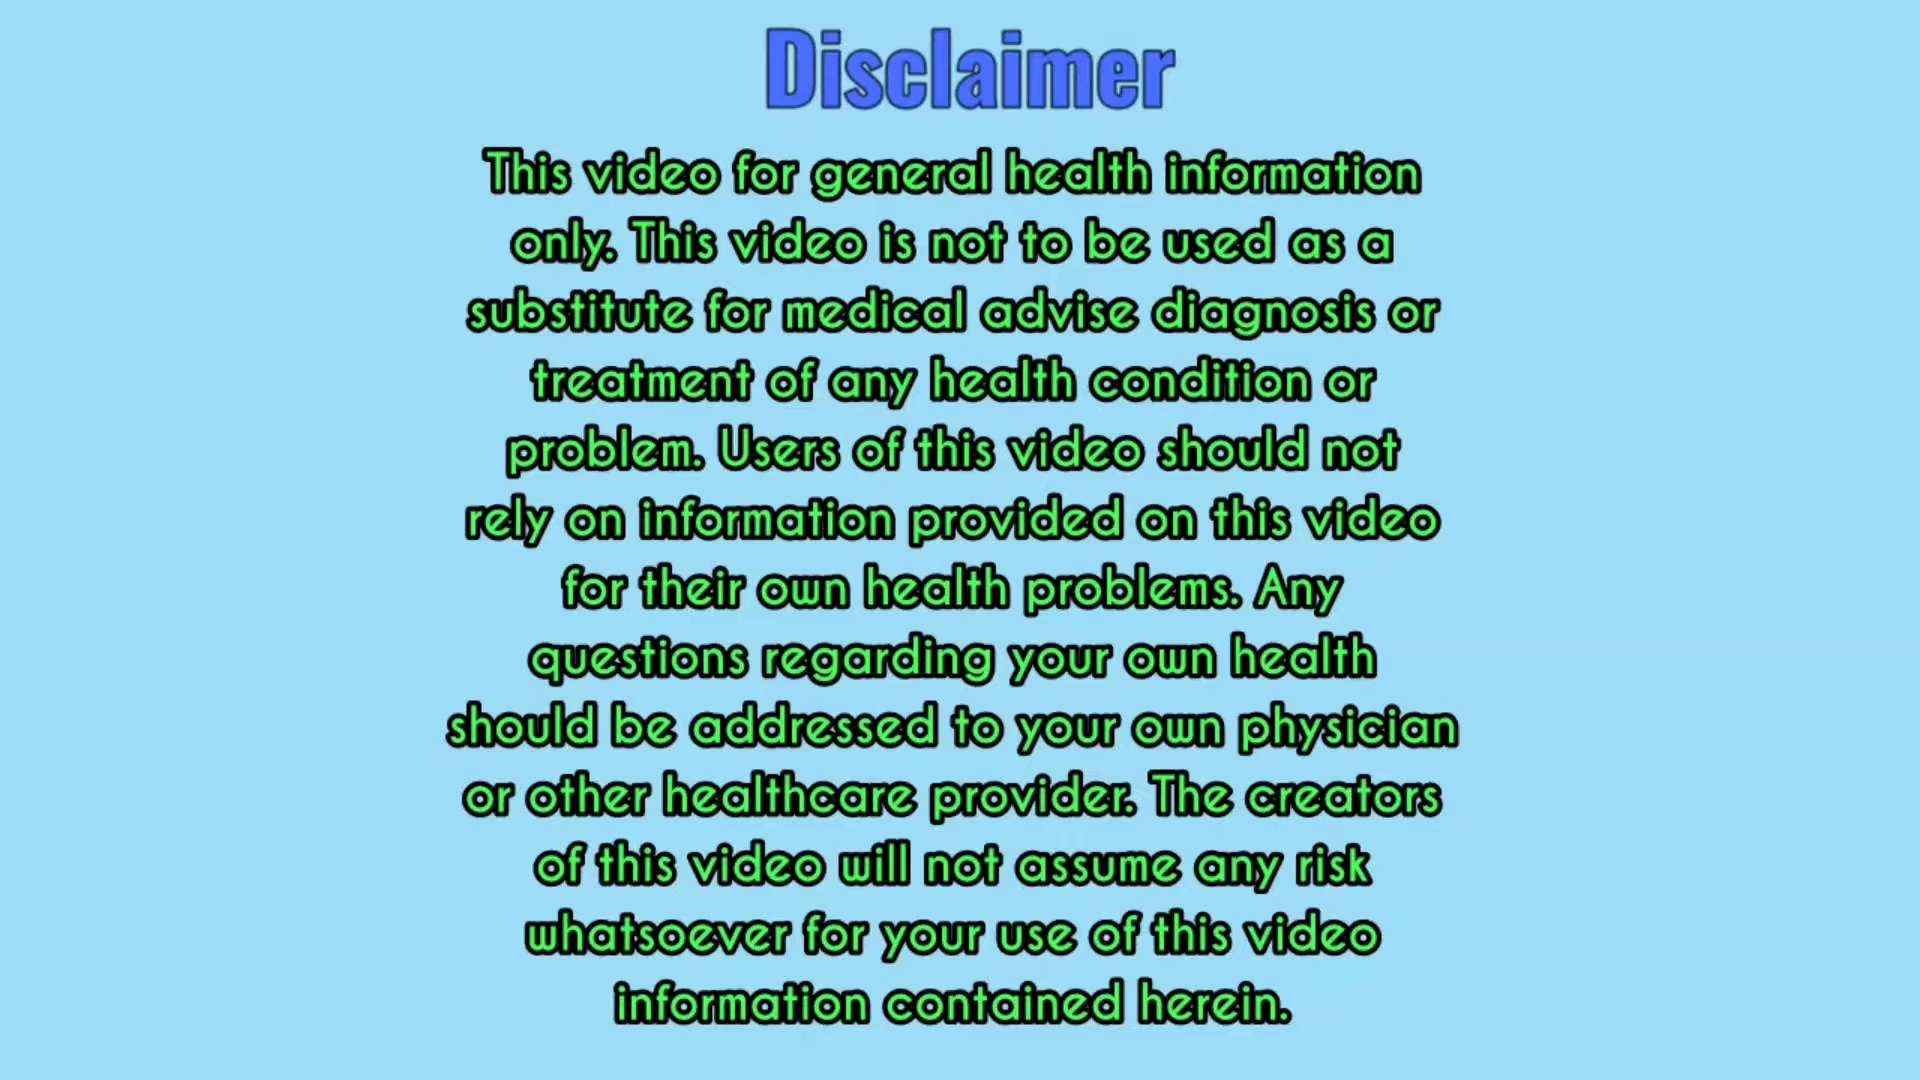 Disclaimer
This video for general health information
only. This video is not to be used as a
substitute for medical advise diagnosis or
treatment of any health condition or
problem. Users of this video should not
rely on information provided on this video
for their own health problems. Any
questions regarding your own health
should be addressed to your own physician
or other healthcare provider. The creators
of this video will not assume any risk
whatsoever for your use of this video
information contained herein.